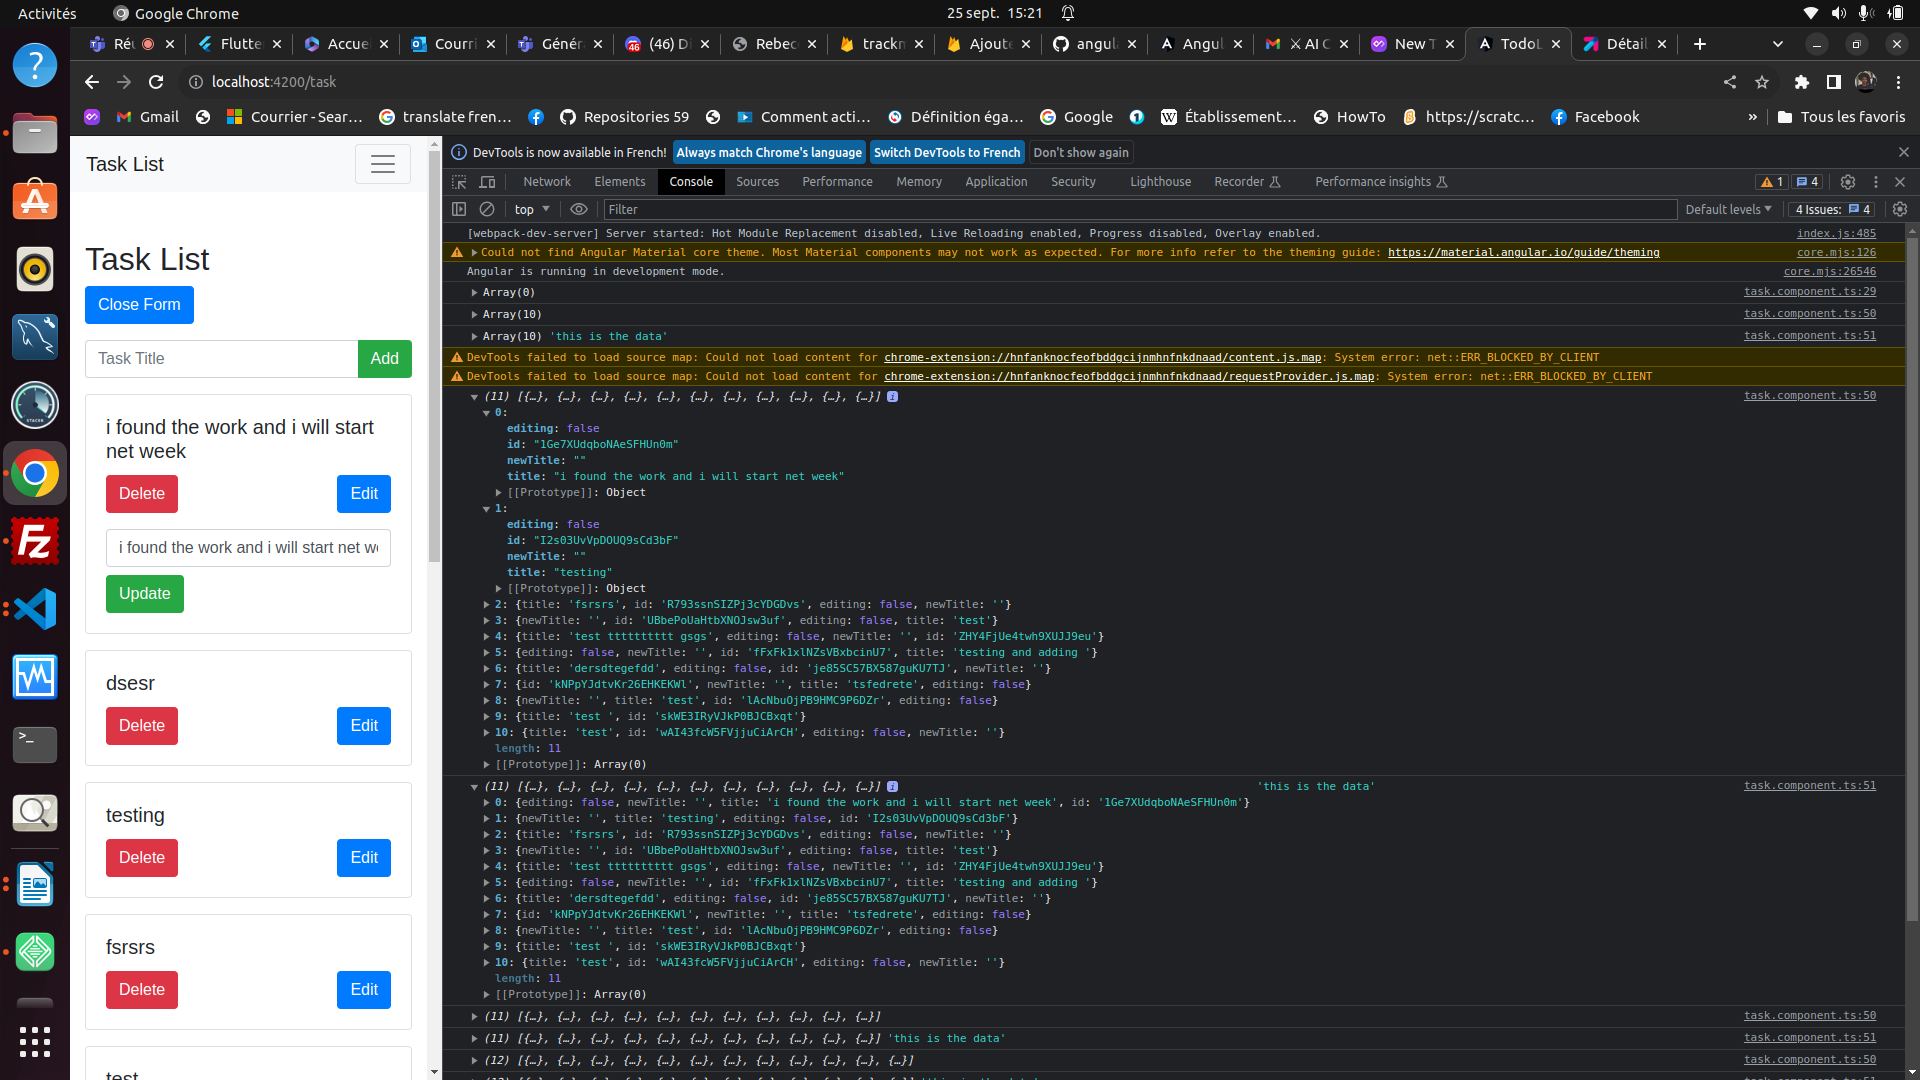 Activités
Google Chrome
25 sept. 15:21
Réu
Flutter
Accue
Courri
Génér
(46) Di
Rebec
trackn
Ajoute
angul
Angul
AI C
New T
TodoL
Détail
localhost:4200/task
Gmail
Courrier - Sear…
translate fren…
Repositories 59
Comment acti…
Définition éga…
Google
Établissement…
HowTo
https://scratc…
Facebook
»
Tous les favoris
Task List
Task List
Close Form
Task Title
Add
i found the work and i will start
net week
Delete
Edit
i found the work and i will start net w
Update
dsesr
Delete
Edit
testing
Delete
Edit
fsrsrs
Delete
Edit
test
DevTools is now available in French!
Always match Chrome's language
Switch DevTools to French
Don't show again
Network
Elements
Console
Sources
Performance
Memory
Application
Security
Lighthouse
Recorder
Performance insights
1
4
top
Filter
Default levels
4 Issues: 4
[webpack-dev-server] Server started: Hot Module Replacement disabled, Live Reloading enabled, Progress disabled, Overlay enabled. index.js:485
Could not find Angular Material core theme. Most Material components may not work as expected. For more info refer to the theming guide: https://material.angular.io/guide/theming core.mjs:126
Angular is running in development mode. core.mjs:26546
Array(0) task.component.ts:29
Array(10) task.component.ts:50
Array(10) 'this is the data' task.component.ts:51
DevTools failed to load source map: Could not load content for chrome-extension://hnfanknocfeofbddgcijnmhnfnkdnaad/content.js.map: System error: net::ERR_BLOCKED_BY_CLIENT
DevTools failed to load source map: Could not load content for chrome-extension://hnfanknocfeofbddgcijnmhnfnkdnaad/requestProvider.js.map: System error: net::ERR_BLOCKED_BY_CLIENT
(11) [{…}, {…}, {…}, {…}, {…}, {…}, {…}, {…}, {…}, {…}, {…}] task.component.ts:50
0:
editing: false
id: "1Ge7XUdqboNAeSFHUn0m"
newTitle: ""
title: "i found the work and i will start net week"
[[Prototype]]: Object
1:
editing: false
id: "I2s03UvVpDOUQ9sCd3bF"
newTitle: ""
title: "testing"
[[Prototype]]: Object
2: {title: 'fsrsrs', id: 'R793ssnSIZPj3cYDGDvs', editing: false, newTitle: ''}
3: {newTitle: '', id: 'UBbePoUaHtbXNOJsw3uf', editing: false, title: 'test'}
4: {title: 'test tttttttttt gsgs', editing: false, newTitle: '', id: 'ZHY4FjUe4twh9XUJJ9eu'}
5: {editing: false, newTitle: '', id: 'fFxFk1xlNZsVBxbcinU7', title: 'testing and adding '}
6: {title: 'dersdtegefdd', editing: false, id: 'je85SC57BX587guKU7TJ', newTitle: ''}
7: {id: 'kNPpYJdtvKr26EHKEKWl', newTitle: '', title: 'tsfedrete', editing: false}
8: {newTitle: '', title: 'test', id: 'lAcNbuOjPB9HMC9P6DZr', editing: false}
9: {title: 'test ', id: 'skWE3IRyVJkP0BJCBxqt'}
10: {title: 'test', id: 'wAI43fcW5FVjjuCiArCH', editing: false, newTitle: ''}
length: 11
[[Prototype]]: Array(0)
(11) [{…}, {…}, {…}, {…}, {…}, {…}, {…}, {…}, {…}, {…}, {…}] 'this is the data' task.component.ts:51
0: {editing: false, newTitle: '', title: 'i found the work and i will start net week', id: '1Ge7XUdqboNAeSFHUn0m'}
1: {newTitle: '', title: 'testing', editing: false, id: 'I2s03UvVpDOUQ9sCd3bF'}
2: {title: 'fsrsrs', id: 'R793ssnSIZPj3cYDGDvs', editing: false, newTitle: ''}
3: {newTitle: '', id: 'UBbePoUaHtbXNOJsw3uf', editing: false, title: 'test'}
4: {title: 'test tttttttttt gsgs', editing: false, newTitle: '', id: 'ZHY4FjUe4twh9XUJJ9eu'}
5: {editing: false, newTitle: '', id: 'fFxFk1xlNZsVBxbcinU7', title: 'testing and adding '}
6: {title: 'dersdtegefdd', editing: false, id: 'je85SC57BX587guKU7TJ', newTitle: ''}
7: {id: 'kNPpYJdtvKr26EHKEKWl', newTitle: '', title: 'tsfedrete', editing: false}
8: {newTitle: '', title: 'test', id: 'lAcNbuOjPB9HMC9P6DZr', editing: false}
9: {title: 'test ', id: 'skWE3IRyVJkP0BJCBxqt'}
10: {title: 'test', id: 'wAI43fcW5FVjjuCiArCH', editing: false, newTitle: ''}
length: 11
[[Prototype]]: Array(0)
(11) [{…}, {…}, {…}, {…}, {…}, {…}, {…}, {…}, {…}, {…}, {…}] task.component.ts:50
(11) [{…}, {…}, {…}, {…}, {…}, {…}, {…}, {…}, {…}, {…}, {…}] 'this is the data' task.component.ts:51
(12) [{…}, {…}, {…}, {…}, {…}, {…}, {…}, {…}, {…}, {…}, {…}, {…}] task.component.ts:50